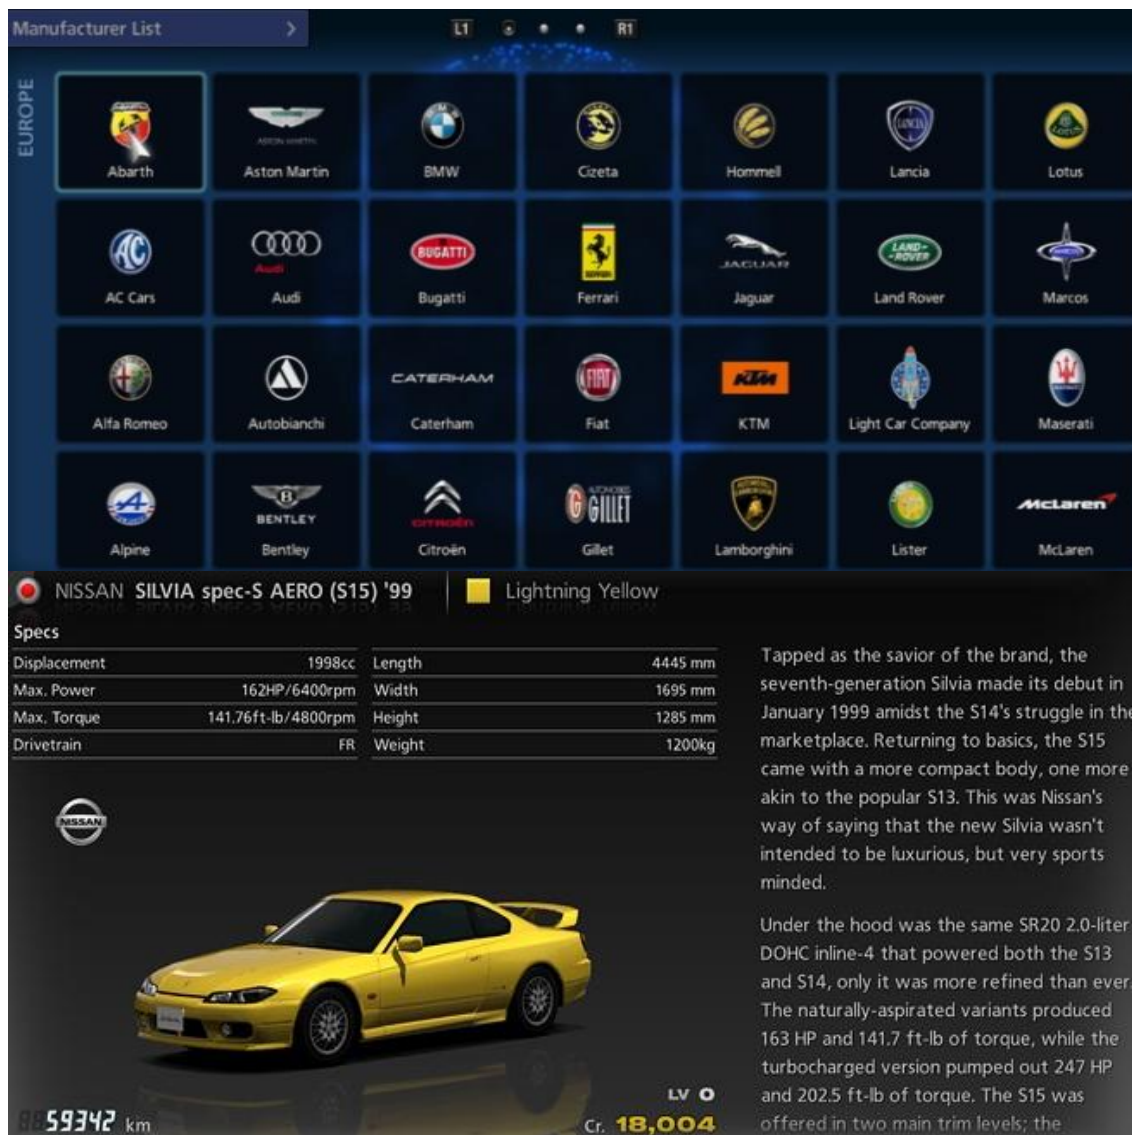 Manufacturer List >
L1 R1
EUROPE
Abarth Aston Martin BMW Cizeta Hommell Lancia Lotus
AC Cars Audi Bugatti Ferrari Jaguar Land Rover Marcos
Alfa Romeo Autobianchi Caterham Fiat KTM Light Car Company Maserati
Alpine Bentley Citroën Gillet Lamborghini Lister McLaren
NISSAN SILVIA spec-S AERO (S15) '99 Lightning Yellow
Specs
Displacement 1998cc Length 4445 mm
Max. Power 162HP/6400rpm Width 1695 mm
Max. Torque 141.76ft-lb/4800rpm Height 1285 mm
Drivetrain FR Weight 1200kg
NISSAN
Tapped as the savior of the brand, the
seventh-generation Silvia made its debut in
January 1999 amidst the S14's struggle in the
marketplace. Returning to basics, the S15
came with a more compact body, one more
akin to the popular S13. This was Nissan's
way of saying that the new Silvia wasn't
intended to be luxurious, but very sports
minded.
Under the hood was the same SR20 2.0-liter
DOHC inline-4 that powered both the S13
and S14, only it was more refined than ever.
The naturally-aspirated variants produced
163 HP and 141.7 ft-lb of torque, while the
turbocharged version pumped out 247 HP
and 202.5 ft-lb of torque. The S15 was
offered in two main trim levels; the
LV 0
59342 km
Cr. 18,004